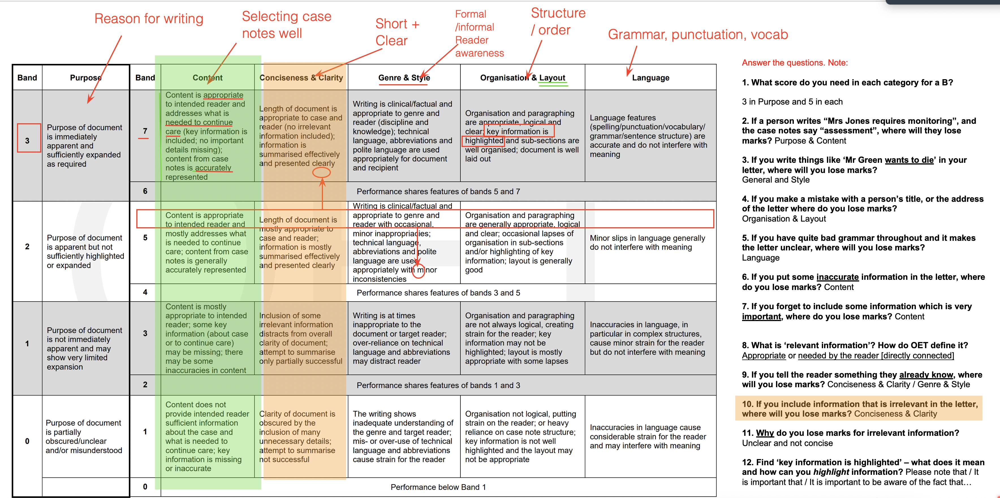 Reason for writing
Selecting case
notes well
Short +
Clear
Formal
/informal
Reader
awareness
Structure
/ order
Grammar, punctuation, vocab
Band
Purpose
Band
Content
Conciseness & Clarity
Genre & Style
Organisation & Layout
Language
3
Purpose of document
is immediately
apparent and
sufficiently expanded
as required
7
Content is appropriate
to intended reader and
addresses what is
needed to continue
care (key information is
included; no important
details missing);
content from case
notes is accurately
represented
Length of document is
appropriate to case and
reader (no irrelevant
information included);
information is
summarised effectively
and presented clearly
Writing is clinical/factual and
appropriate to genre and
reader (discipline and
knowledge); technical
language, abbreviations and
polite language are used
appropriately for document
and recipient
Organisation and paragraphing
are appropriate, logical and
clear; key information is
highlighted and sub-sections are
well organised; document is well
laid out
Language features
(spelling/punctuation/vocabulary/
grammar/sentence structure) are
accurate and do not interfere with
meaning
6
Performance shares features of bands 5 and 7
2
Purpose of document
is apparent but not
sufficiently highlighted
or expanded
5
Content is appropriate
to intended reader and
mostly addresses what
is needed to continue
care; content from case
notes is generally
accurately represented
Length of document is
mostly appropriate to
case and reader;
information is mostly
summarised effectively
and presented clearly
Writing is clinical/factual and
appropriate to genre and
reader with occasional,
minor inappropriacies;
technical language,
abbreviations and polite
language are used
appropriately with minor
inconsistencies
Organisation and paragraphing
are generally appropriate, logical
and clear; occasional lapses of
organisation in sub-sections
and/or highlighting of key
information; layout is generally
good
Minor slips in language generally
do not interfere with meaning
4
Performance shares features of bands 3 and 5
1
Purpose of document
is not immediately
apparent and may
show very limited
expansion
3
Content is mostly
appropriate to intended
reader; some key
information (about case
or to continue care)
may be missing; there
may be some
inaccuracies in content
Inclusion of some
irrelevant information
distracts from overall
clarity of document;
attempt to summarise
only partially successful
Writing is at times
inappropriate to the
document or target reader;
over-reliance on technical
language and abbreviations
may distract reader
Organisation and paragraphing
are not always logical, creating
strain for the reader; key
information may not be
highlighted; layout is mostly
appropriate with some lapses
Inaccuracies in language, in
particular in complex structures,
cause minor strain for the reader
but do not interfere with meaning
2
Performance shares features of bands 1 and 3
0
Purpose of document
is partially
obscured/unclear
and/or misunderstood
1
Content does not
provide intended reader
sufficient information
about the case and
what is needed to
continue care; key
information is missing
or inaccurate
Clarity of document is
obscured by the
inclusion of many
unnecessary details;
attempt to summarise
not successful
The writing shows
inadequate understanding of
the genre and target reader;
mis- or over-use of technical
language and abbreviations
cause strain for the reader
Organisation not logical, putting
strain on the reader; or heavy
reliance on case note structure;
key information is not well
highlighted and the layout may
not be appropriate
Inaccuracies in language cause
considerable strain for the reader
and may interfere with meaning
0
Performance below Band 1
Answer the questions. Note:
1. What score do you need in each category for a B?
3 in Purpose and 5 in each
2. If a person writes “Mrs Jones requires monitoring”, and
the case notes say “assessment”, where will they lose
marks? Purpose & Content
3. If you write things like ‘Mr Green wants to die’ in your
letter, where will you lose marks?
General and Style
4. If you make a mistake with a person’s title, or the address
of the letter where do you lose marks?
Organisation & Layout
5. If you have quite bad grammar throughout and it makes
the letter unclear, where will you lose marks?
Language
6. If you put some inaccurate information in the letter, where
do you lose marks? Content
7. If you forget to include some information which is very
important, where do you lose marks? Content
8. What is ‘relevant information’? How do OET define it?
Appropriate or needed by the reader [directly connected]
9. If you tell the reader something they already know, where
will you lose marks? Conciseness & Clarity / Genre & Style
10. If you include information that is irrelevant in the letter,
where will you lose marks? Conciseness & Clarity
11. Why do you lose marks for irrelevant information?
Unclear and not concise
12. Find ‘key information is highlighted’ – what does it mean
and how can you highlight information? Please note that / It
is important that / It is important to be aware of the fact that…